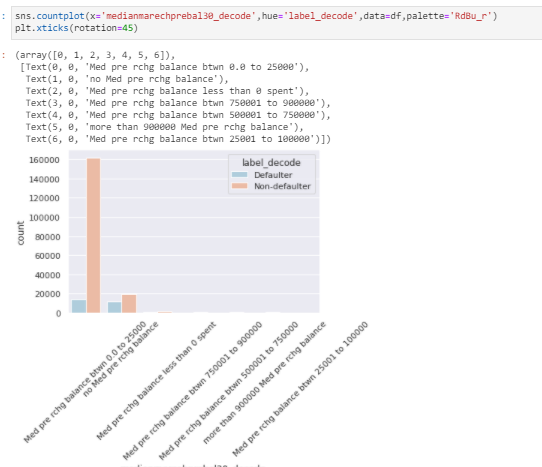 : sns.countplot(x='medianmarechprebal30_decode',hue='label_decode',data=df,palette='RdBu_r')
plt.xticks(rotation=45)
: (array([0, 1, 2, 3, 4, 5, 6]),
[Text(0, 0, 'Med pre rchg balance btwn 0.0 to 25000'),
Text(1, 0, 'no Med pre rchg balance'),
Text(2, 0, 'Med pre rchg balance less than 0 spent'),
Text(3, 0, 'Med pre rchg balance btwn 750001 to 900000'),
Text(4, 0, 'Med pre rchg balance btwn 500001 to 750000'),
Text(5, 0, 'more than 900000 Med pre rchg balance'),
Text(6, 0, 'Med pre rchg balance btwn 25001 to 100000')])
label_decode
Defaulter
Non-defaulter
160000
140000
120000
100000
80000
60000
40000
20000
0
count
Med pre rchg balance btwn 0.0 to 25000
no Med pre rchg balance
Med pre rchg balance less than 0 spent
Med pre rchg balance btwn 750001 to 900000
Med pre rchg balance btwn 500001 to 750000
more than 900000 Med pre rchg balance
Med pre rchg balance btwn 25001 to 100000